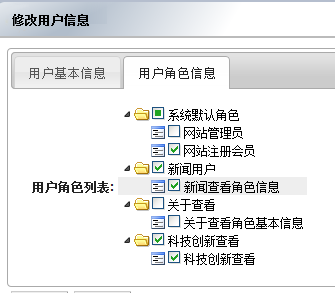 修改用户信息
用户基本信息 用户角色信息
系统默认角色
网站管理员
网站注册会员
新闻用户
用户角色列表: 新闻查看角色信息
关于查看
关于查看角色基本信息
科技创新查看
科技创新查看